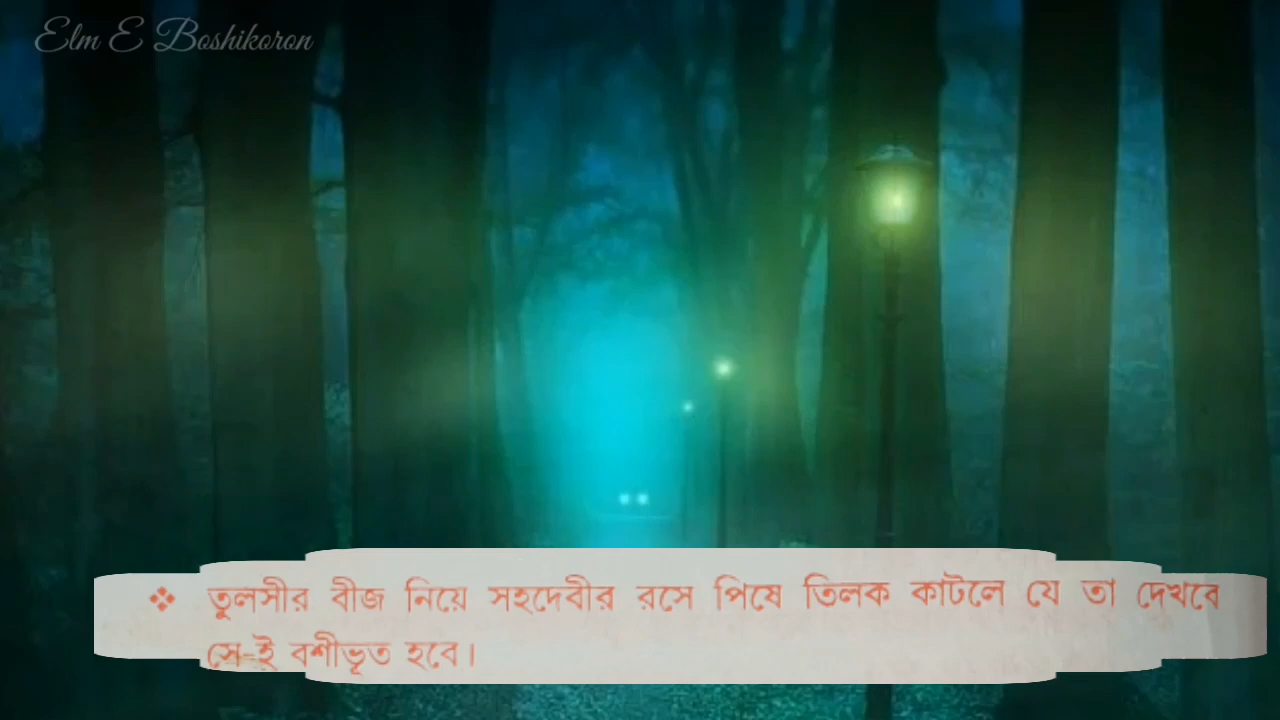 Elm E Boshikoron
❖ তুলসীর বীজ নিয়ে সহদেবীর রসে পিষে তিলক কাটলে যে তা দেখবে
সে-ই বশীভূত হবে।